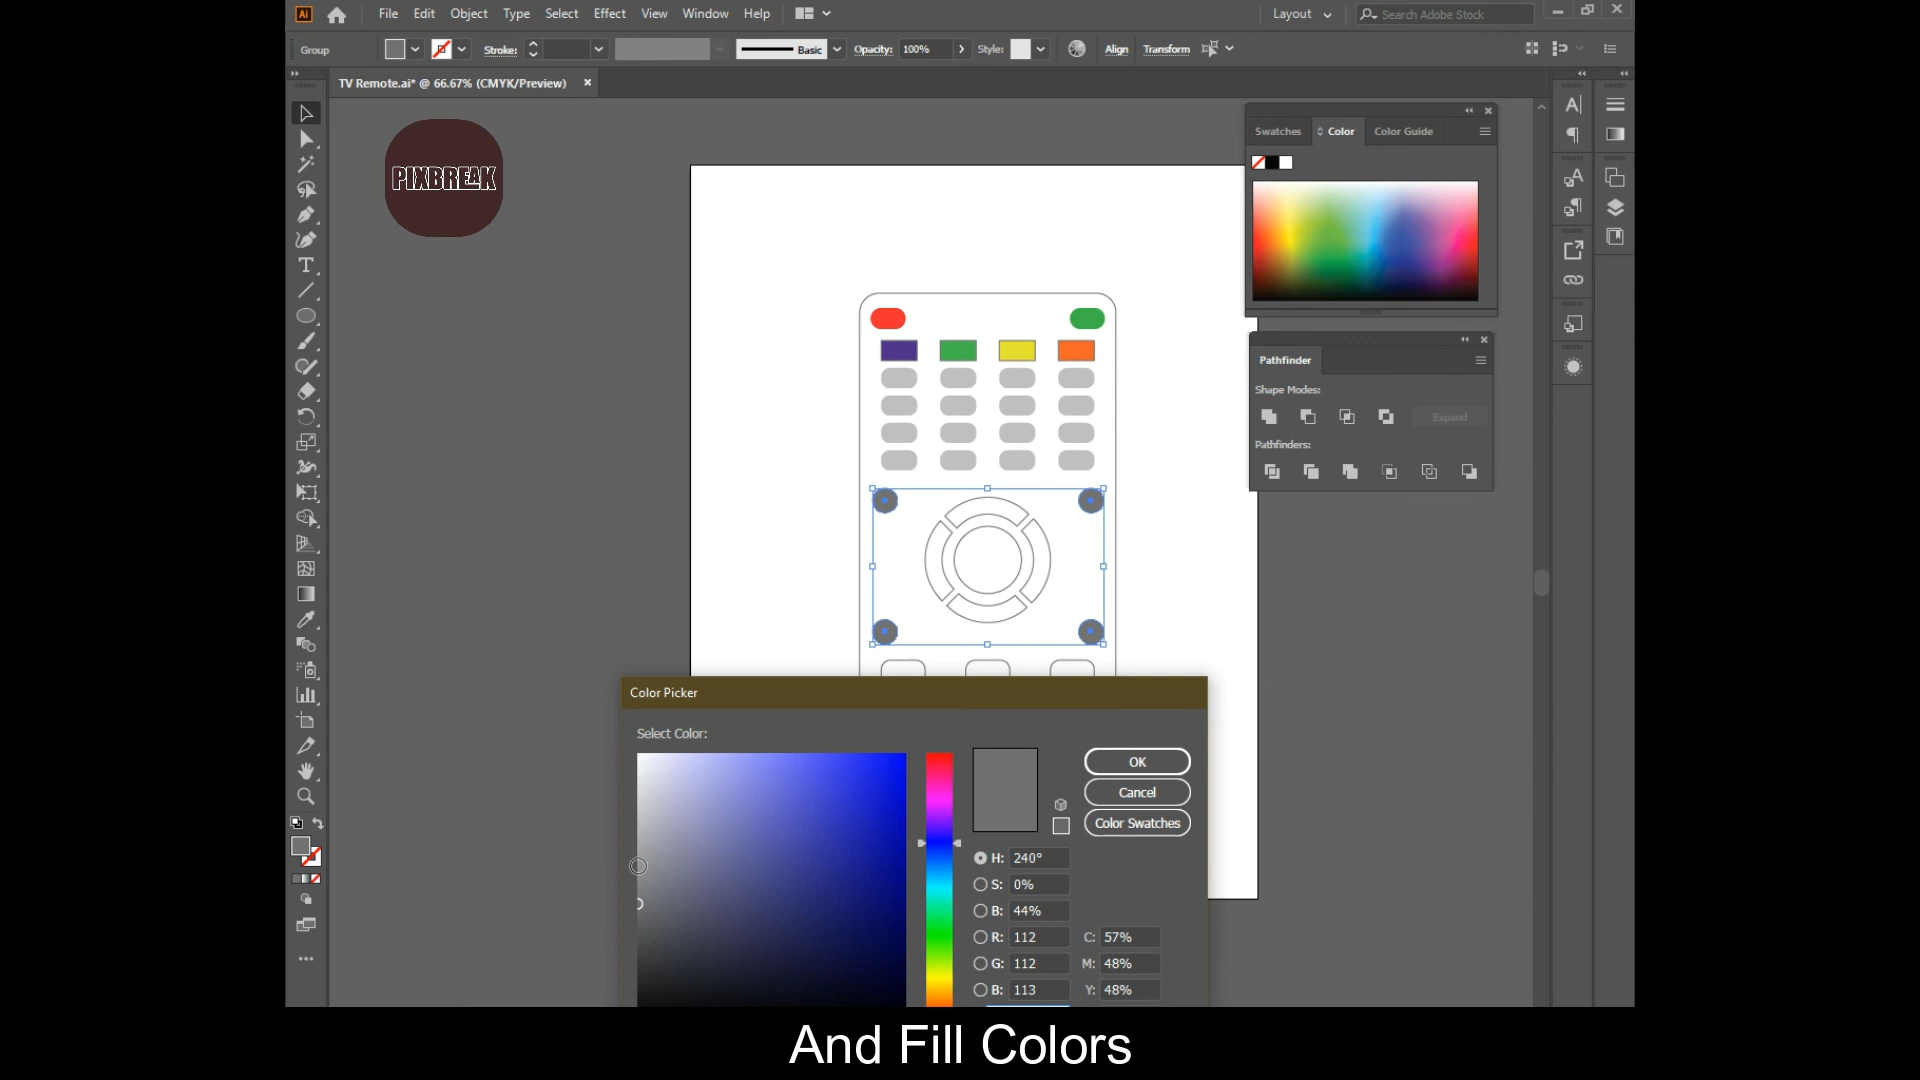 Ai File Edit Object Type Select Effect View Window Help Layout Search Adobe Stock
Group Stroke: Basic Opacity: 100% Style: Align Transform
TV Remote.ai* @ 66.67% (CMYK/Preview)
PIXBREAK
Swatches Color Color Guide
Pathfinder
Shape Modes:
Expand
Pathfinders:
Color Picker
Select Color:
OK
Cancel
Color Swatches
H: 240°
S: 0%
B: 44%
R: 112 C: 57%
G: 112 M: 48%
B: 113 Y: 48%
And Fill Colors